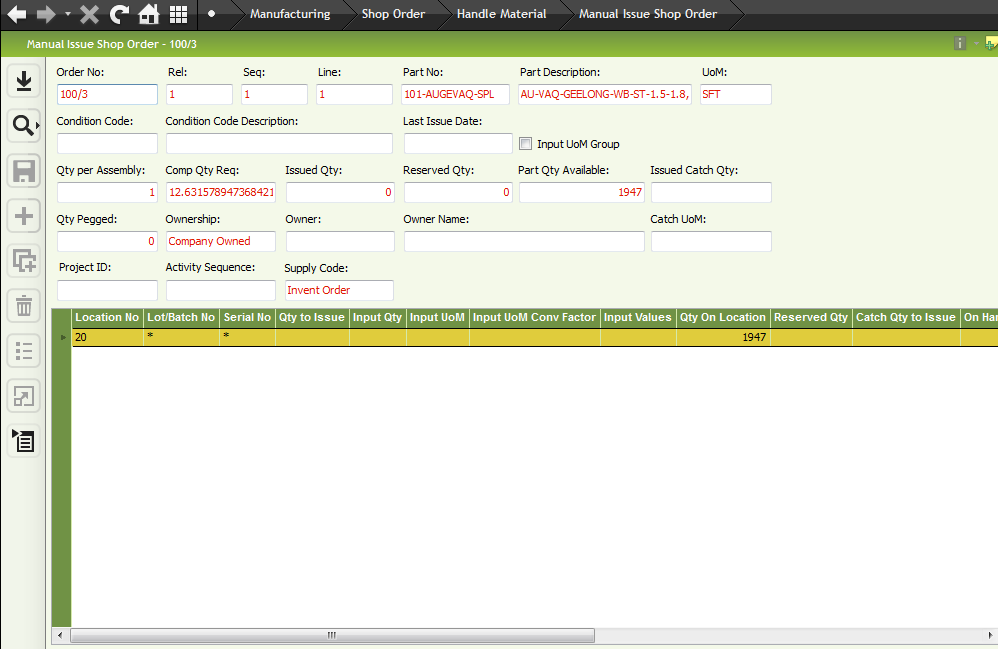 Manufacturing Shop Order Handle Material Manual Issue Shop Order
Manual Issue Shop Order - 100/3
Order No: Rel: Seq: Line: Part No: Part Description: UoM:
100/3 1 1 1 101-AUGEVAQ-SPL AU-VAQ-GEELONG-WB-ST-1.5-1.8, SFT
Condition Code: Condition Code Description: Last Issue Date:
Input UoM Group
Qty per Assembly: Comp Qty Req: Issued Qty: Reserved Qty: Part Qty Available: Issued Catch Qty:
1 12.631578947368421 0 0 1947
Qty Pegged: Ownership: Owner: Owner Name: Catch UoM:
0 Company Owned
Project ID: Activity Sequence: Supply Code:
Invent Order
Location No Lot/Batch No Serial No Qty to Issue Input Qty Input UoM Input UoM Conv Factor Input Values Qty On Location Reserved Qty Catch Qty to Issue On Han
20 * * 1947